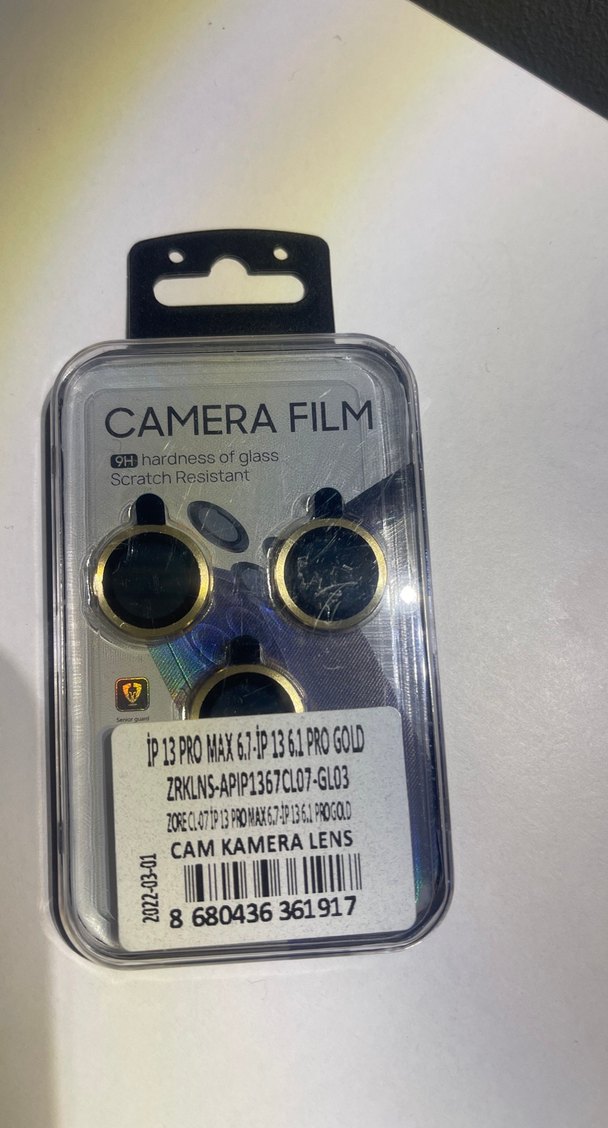 CAMERA FILM
9H hardness of glass
Scratch Resistant
Senior guard
İP 13 PRO MAX 6.7-İP 13 6.1 PRO GOLD
ZRKLNS-APIP1367CL07-GL03
ZORE CL-07 İP 13 PRO MAX 6.7-İP 13 6.1 PRO GOLD
CAM KAMERA LENS
2022-03-01
8 680436 361917